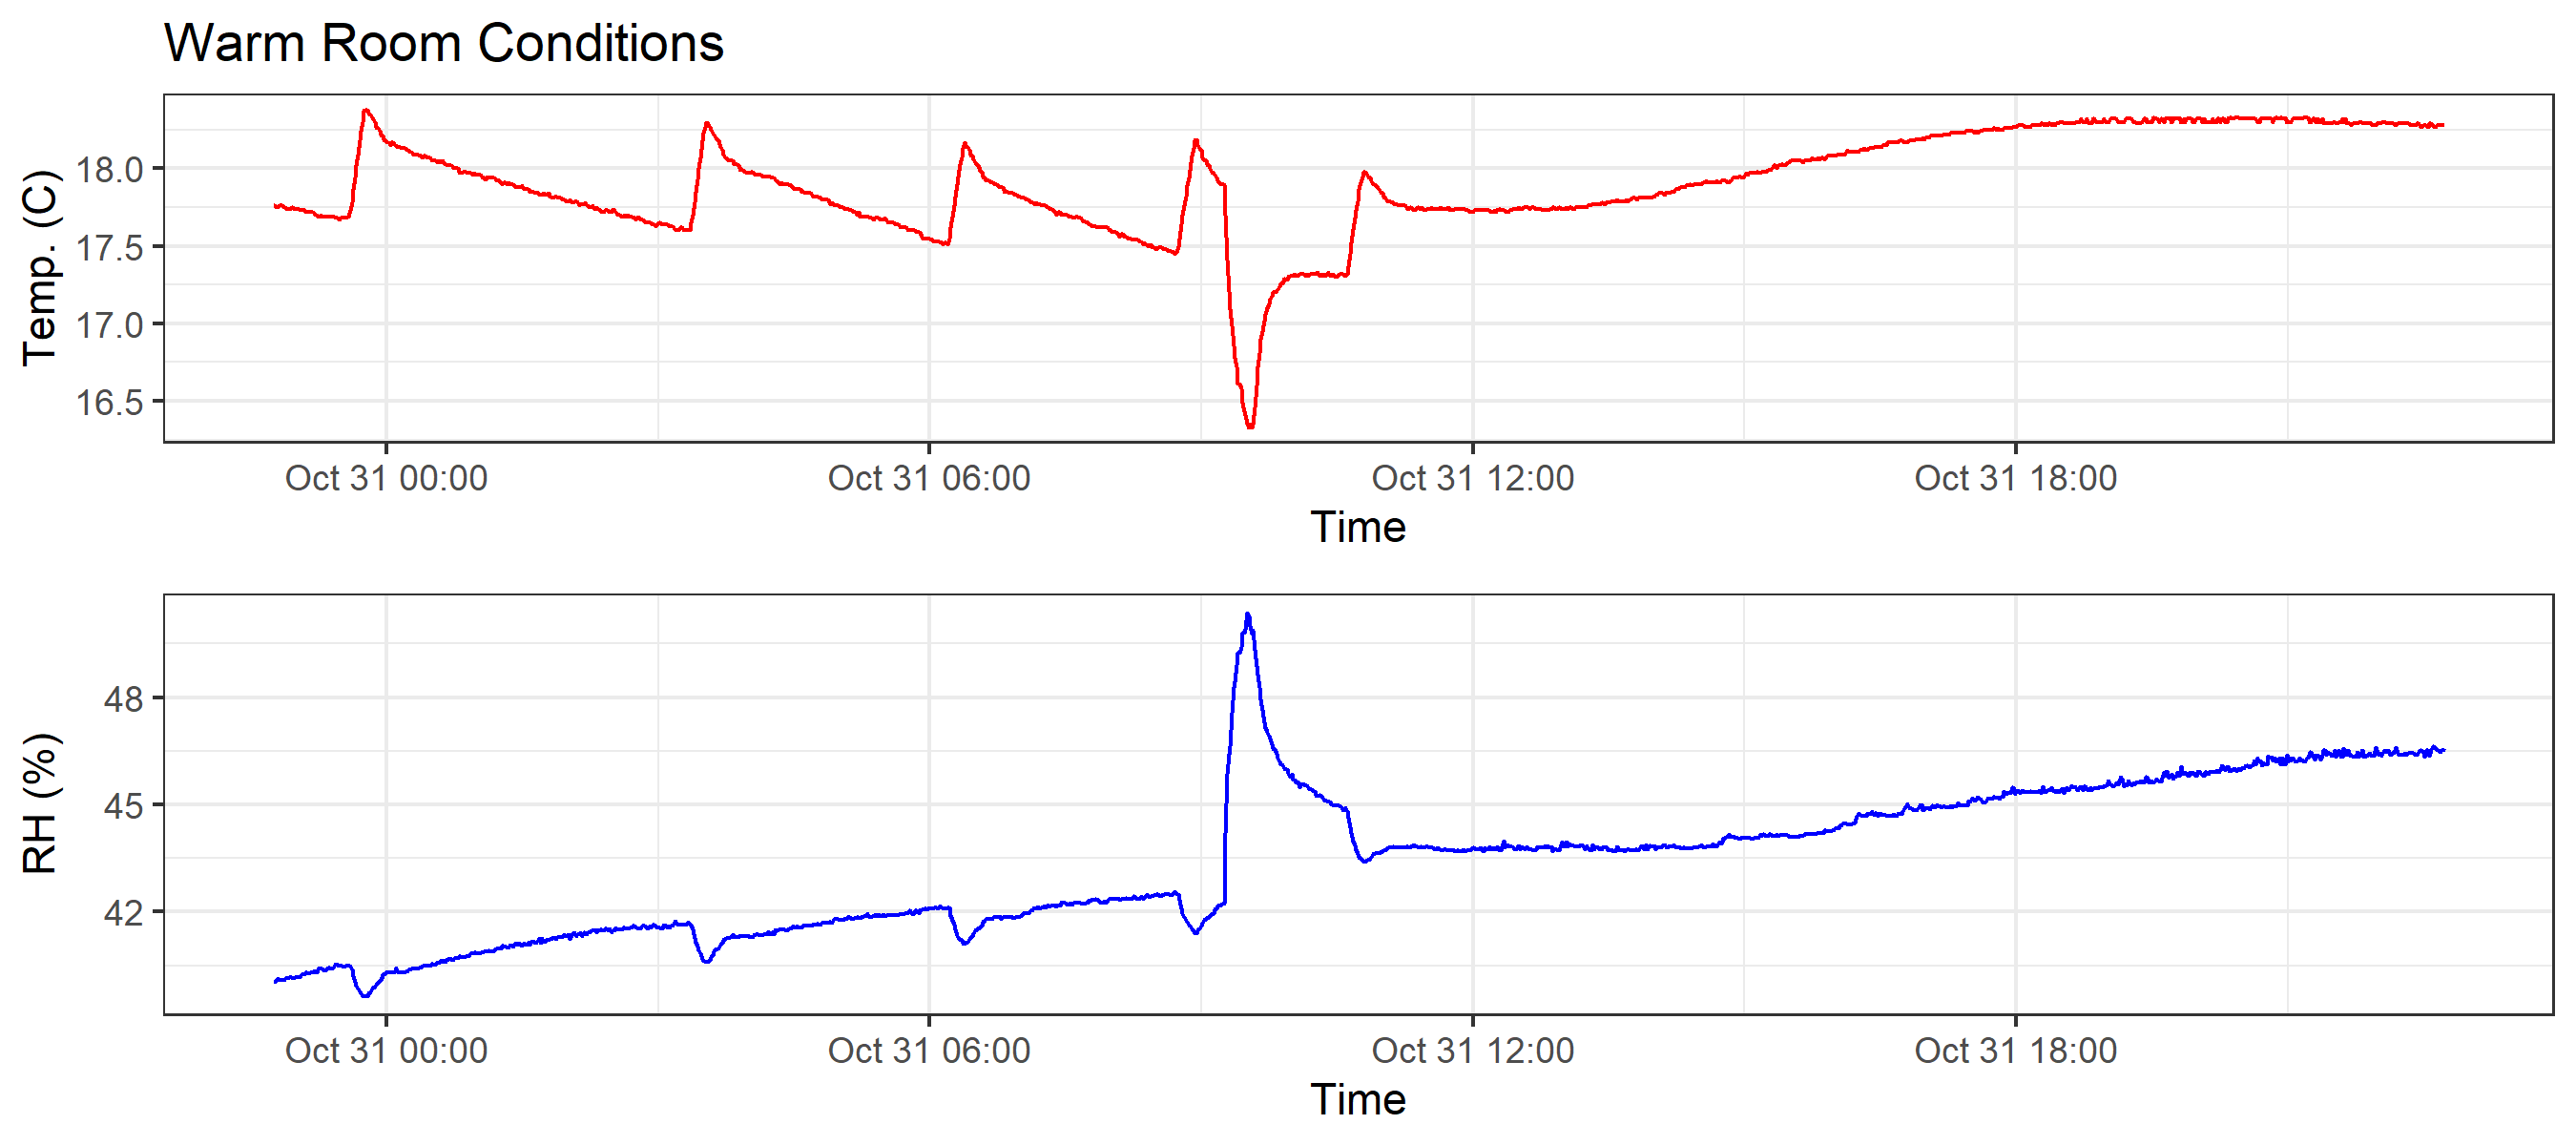 Warm Room Conditions
Temp. (C)
18.0
17.5
17.0
16.5
Oct 31 00:00 Oct 31 06:00 Oct 31 12:00 Oct 31 18:00
Time
RH (%)
48
45
42
Oct 31 00:00 Oct 31 06:00 Oct 31 12:00 Oct 31 18:00
Time